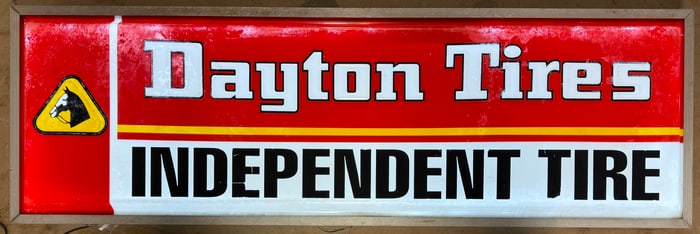 Dayton Tires
INDEPENDENT TIRE